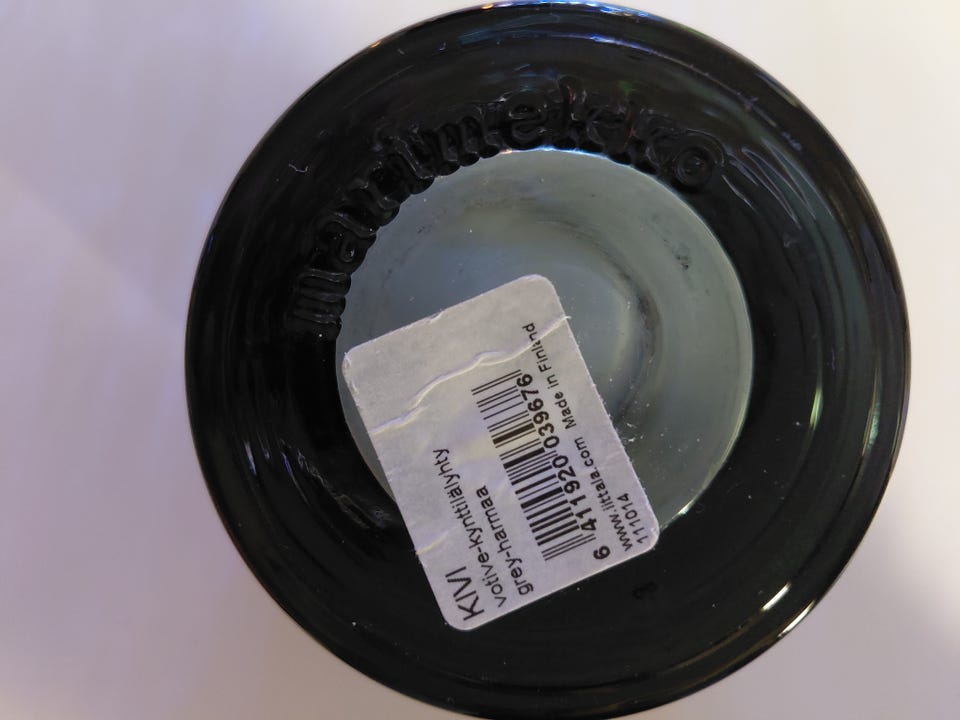 marimekko
KIVI
votive-kynttilälyhty
grey-harmaa
6 411920 039676
www.iittala.com Made in Finland
111014